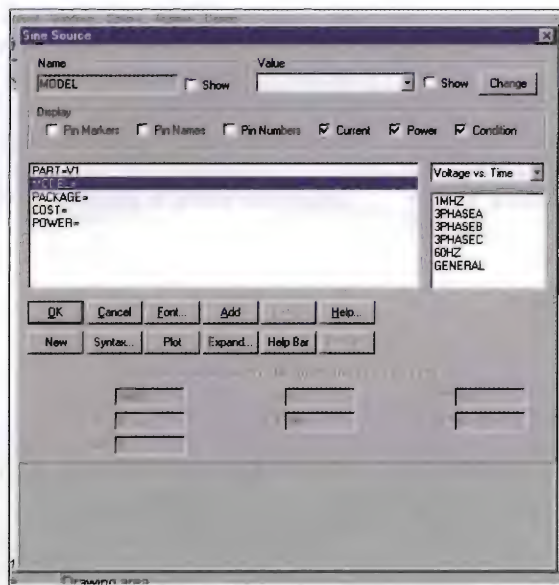 Sine Source
Name
Value
MODEL
Show
Show
Change
Display
Pin Markers
Pin Names
Pin Numbers
Current
Power
Condition
PART=V1
MODEL=
PACKAGE=
COST=
POWER=
Voltage vs. Time
1MHZ
3PHASEA
3PHASEB
3PHASEC
60HZ
GENERAL
OK
Cancel
Font...
Add
Help...
New
Syntax...
Plot
Expand...
Help Bar
Drawing area